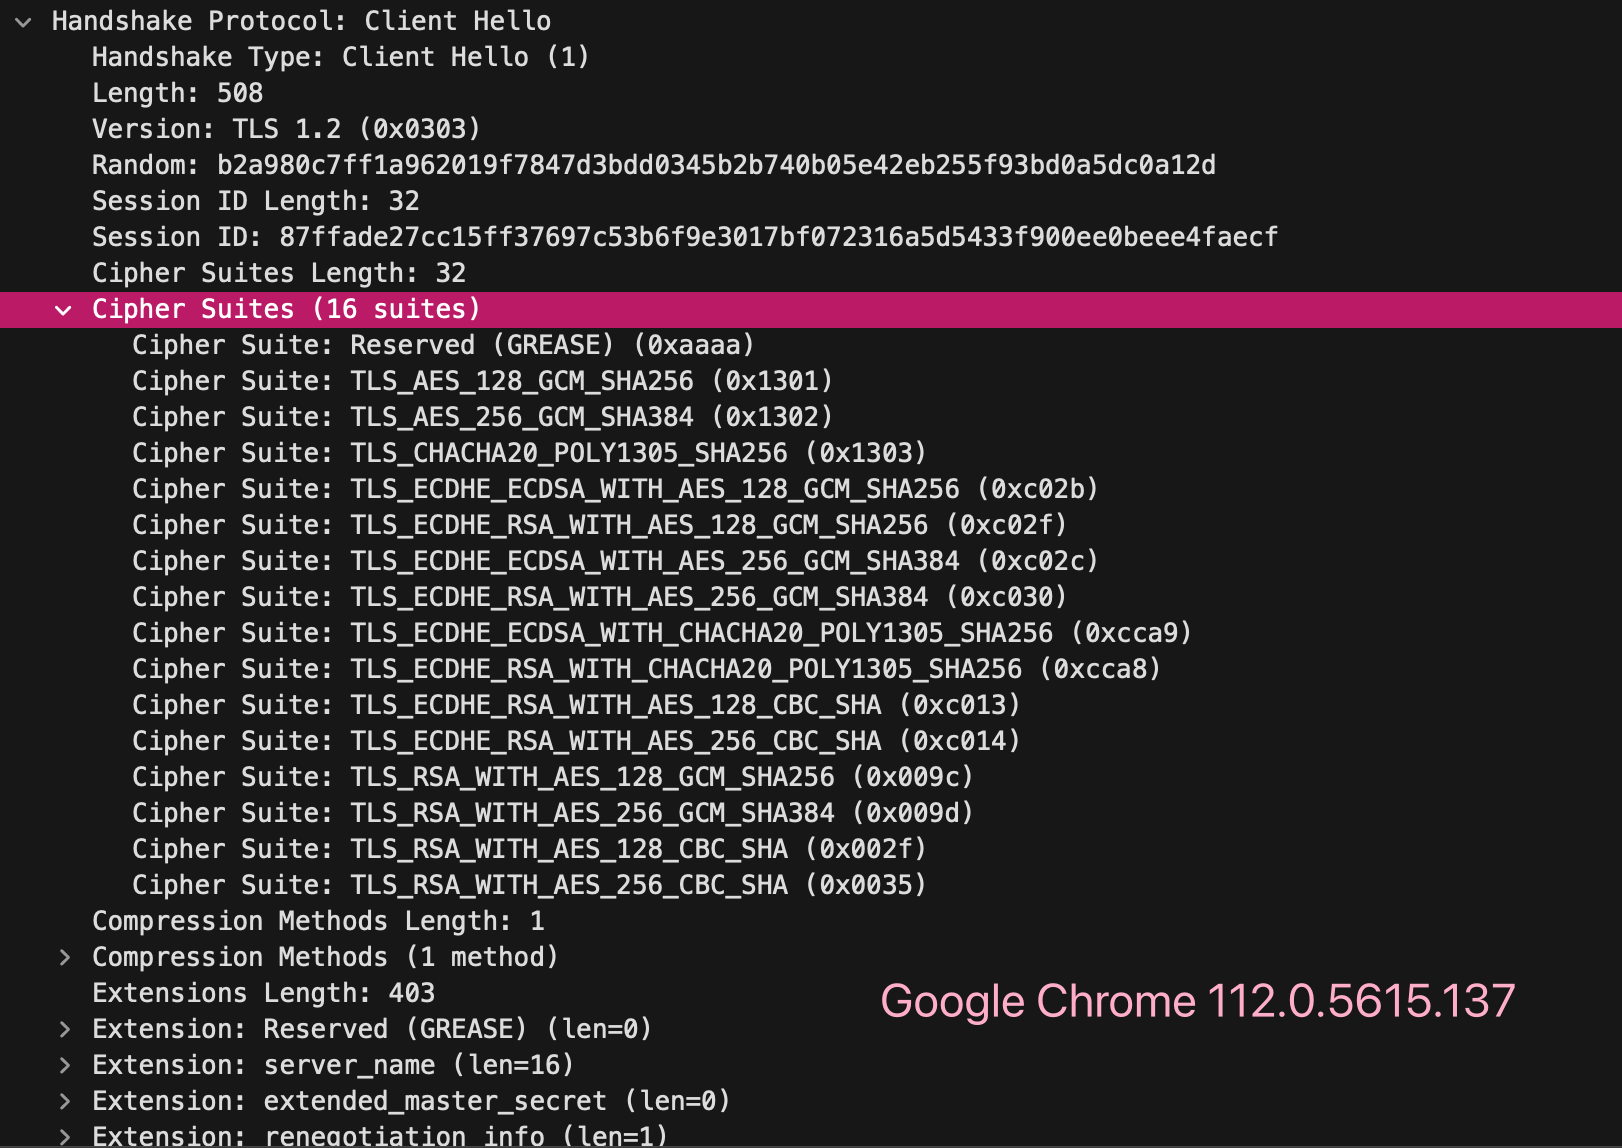 Handshake Protocol: Client Hello
Handshake Type: Client Hello (1)
Length: 508
Version: TLS 1.2 (0x0303)
Random: b2a980c7ff1a962019f7847d3bdd0345b2b740b05e42eb255f93bd0a5dc0a12d
Session ID Length: 32
Session ID: 87ffade27cc15ff37697c53b6f9e3017bf072316a5d5433f900ee0beee4faecf
Cipher Suites Length: 32
Cipher Suites (16 suites)
Cipher Suite: Reserved (GREASE) (0xaaaa)
Cipher Suite: TLS_AES_128_GCM_SHA256 (0x1301)
Cipher Suite: TLS_AES_256_GCM_SHA384 (0x1302)
Cipher Suite: TLS_CHACHA20_POLY1305_SHA256 (0x1303)
Cipher Suite: TLS_ECDHE_ECDSA_WITH_AES_128_GCM_SHA256 (0xc02b)
Cipher Suite: TLS_ECDHE_RSA_WITH_AES_128_GCM_SHA256 (0xc02f)
Cipher Suite: TLS_ECDHE_ECDSA_WITH_AES_256_GCM_SHA384 (0xc02c)
Cipher Suite: TLS_ECDHE_RSA_WITH_AES_256_GCM_SHA384 (0xc030)
Cipher Suite: TLS_ECDHE_ECDSA_WITH_CHACHA20_POLY1305_SHA256 (0xcca9)
Cipher Suite: TLS_ECDHE_RSA_WITH_CHACHA20_POLY1305_SHA256 (0xcca8)
Cipher Suite: TLS_ECDHE_RSA_WITH_AES_128_CBC_SHA (0xc013)
Cipher Suite: TLS_ECDHE_RSA_WITH_AES_256_CBC_SHA (0xc014)
Cipher Suite: TLS_RSA_WITH_AES_128_GCM_SHA256 (0x009c)
Cipher Suite: TLS_RSA_WITH_AES_256_GCM_SHA384 (0x009d)
Cipher Suite: TLS_RSA_WITH_AES_128_CBC_SHA (0x002f)
Cipher Suite: TLS_RSA_WITH_AES_256_CBC_SHA (0x0035)
Compression Methods Length: 1
Compression Methods (1 method)
Extensions Length: 403
Google Chrome 112.0.5615.137
Extension: Reserved (GREASE) (len=0)
Extension: server_name (len=16)
Extension: extended_master_secret (len=0)
Extension: renegotiation_info (len=1)